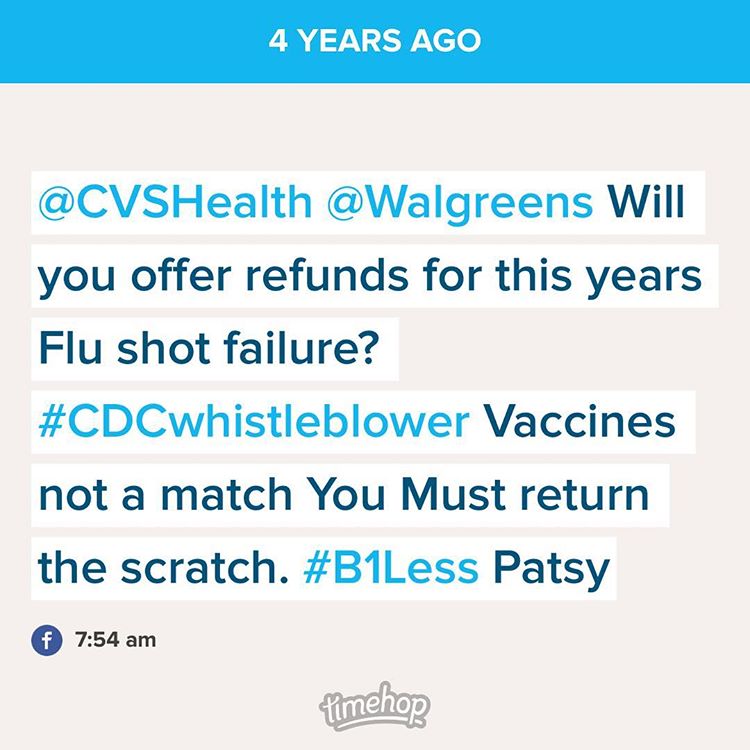 4 YEARS AGO
@CVSHealth @Walgreens Will
you offer refunds for this years
Flu shot failure?
#CDCwhistleblower Vaccines
not a match You Must return
the scratch. #B1Less Patsy
f 7:54 am
timehop